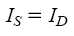 I_S = I_D